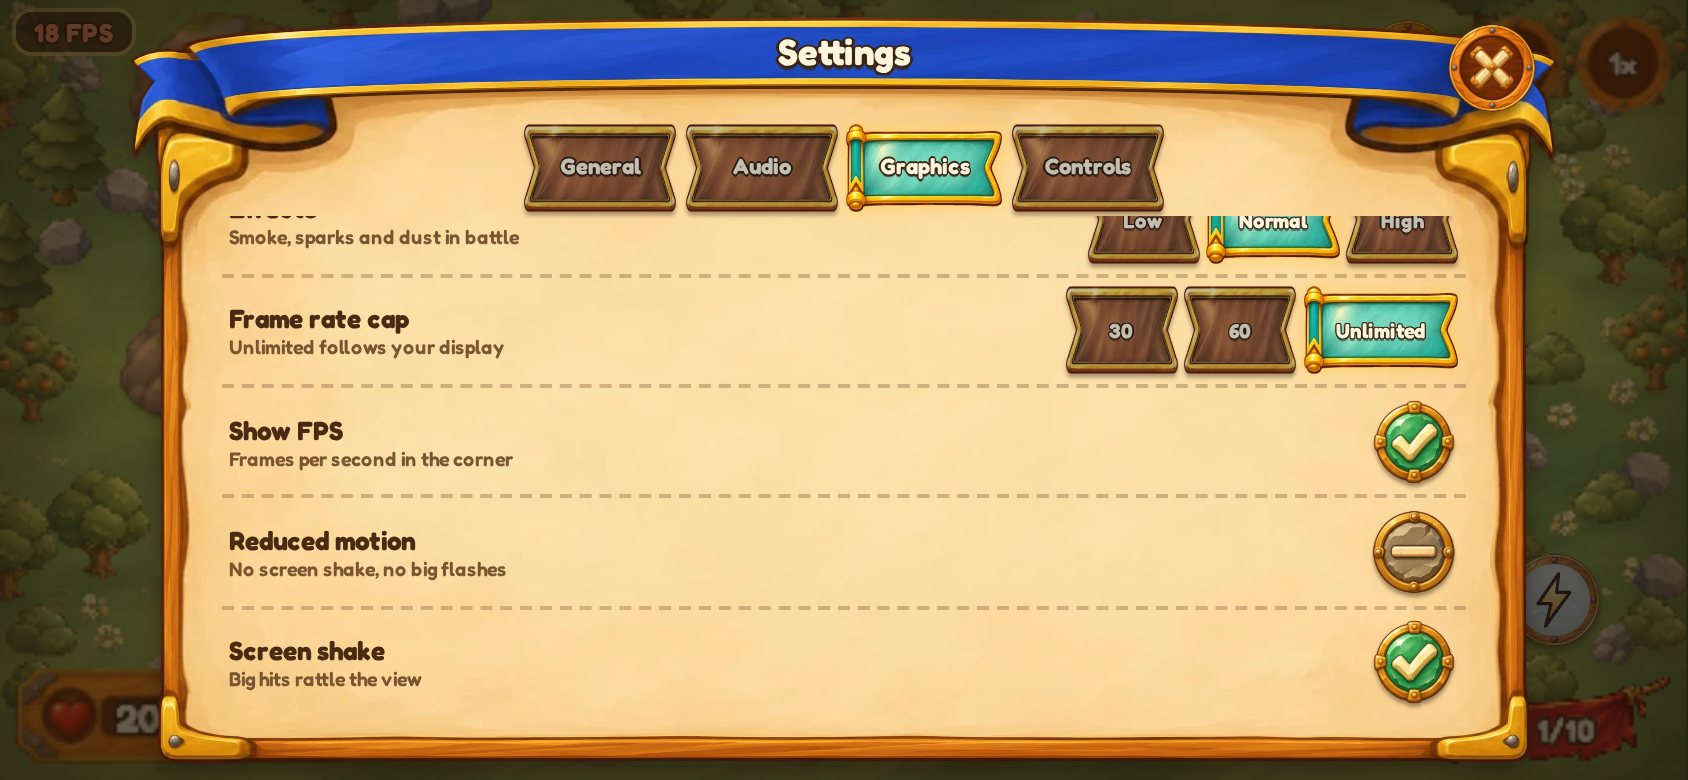 18 FPS
Settings
1x
General
Audio
Graphics
Controls
Smoke, sparks and dust in battle
Low
Normal
High
Frame rate cap
Unlimited follows your display
30
60
Unlimited
Show FPS
Frames per second in the corner
Reduced motion
No screen shake, no big flashes
Screen shake
Big hits rattle the view
20
1/10